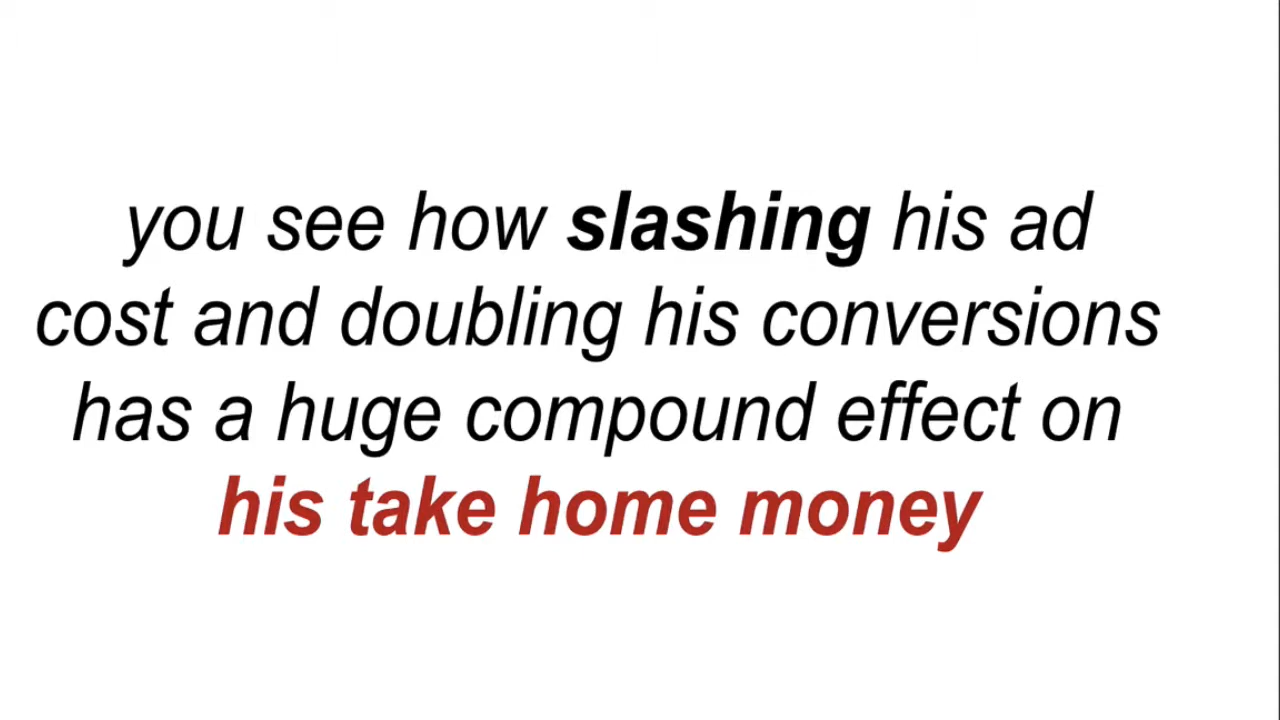 you see how slashing his ad
cost and doubling his conversions
has a huge compound effect on
his take home money